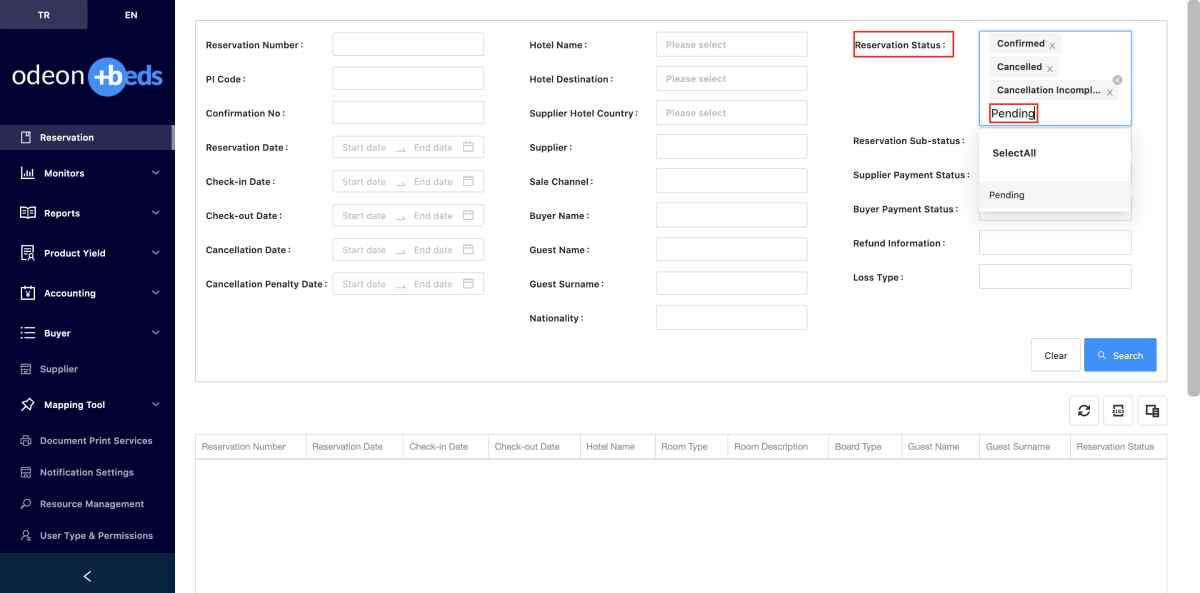 TR
EN
odeon +beds
Reservation
Monitors
Reports
Product Yield
Accounting
Buyer
Supplier
Mapping Tool
Document Print Services
Notification Settings
Resource Management
User Type & Permissions
Reservation Number :
PI Code :
Confirmation No :
Reservation Date : Start date End date
Check-in Date : Start date End date
Check-out Date : Start date End date
Cancellation Date : Start date End date
Cancellation Penalty Date : Start date End date
Hotel Name : Please select
Hotel Destination : Please select
Supplier Hotel Country : Please select
Supplier :
Sale Channel :
Buyer Name :
Guest Name :
Guest Surname :
Nationality :
Reservation Status :
Confirmed x
Cancelled x
Cancellation Incompl... x
Pending
SelectAll
Pending
Reservation Sub-status :
Supplier Payment Status :
Buyer Payment Status :
Refund Information :
Loss Type :
Clear
Search
Reservation Number Reservation Date Check-in Date Check-out Date Hotel Name Room Type Room Description Board Type Guest Name Guest Surname Reservation Status